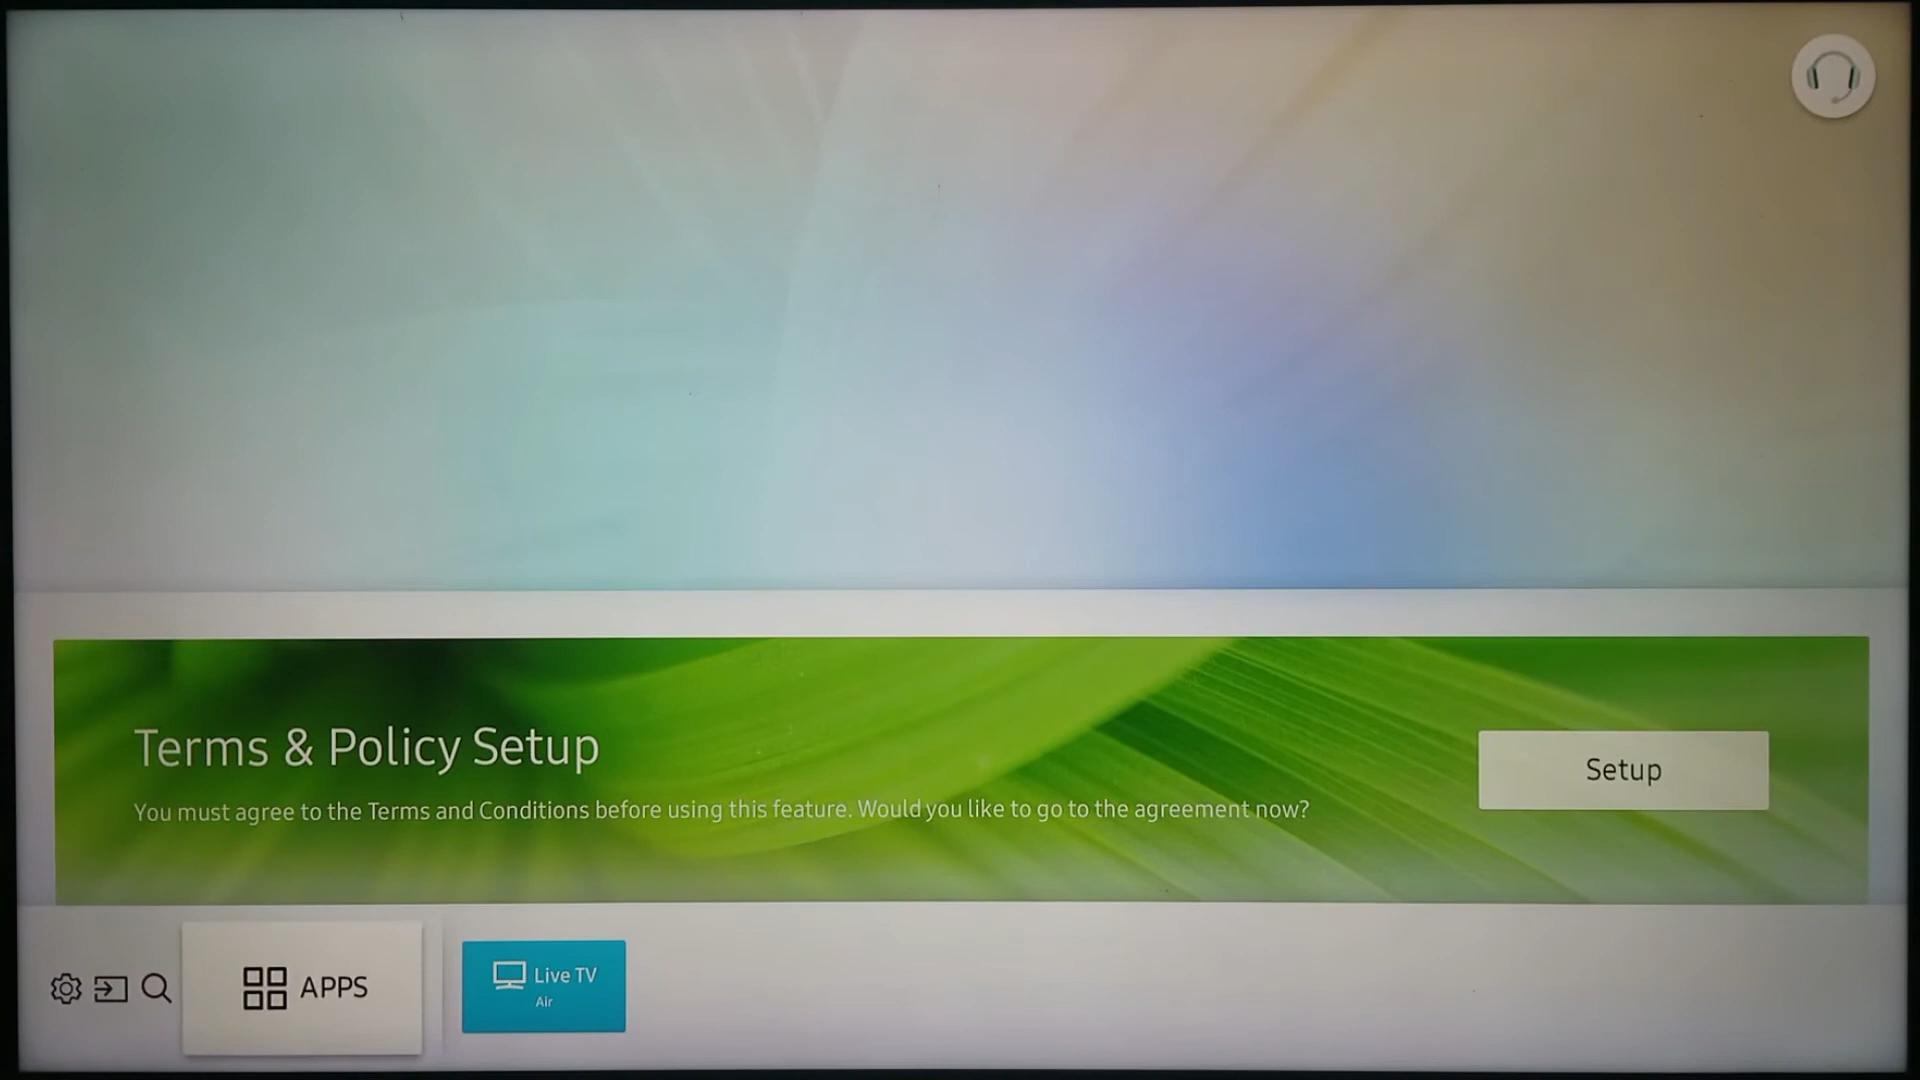 Terms & Policy Setup
You must agree to the Terms and Conditions before using this feature. Would you like to go to the agreement now?
Setup
APPS
Live TV
Air